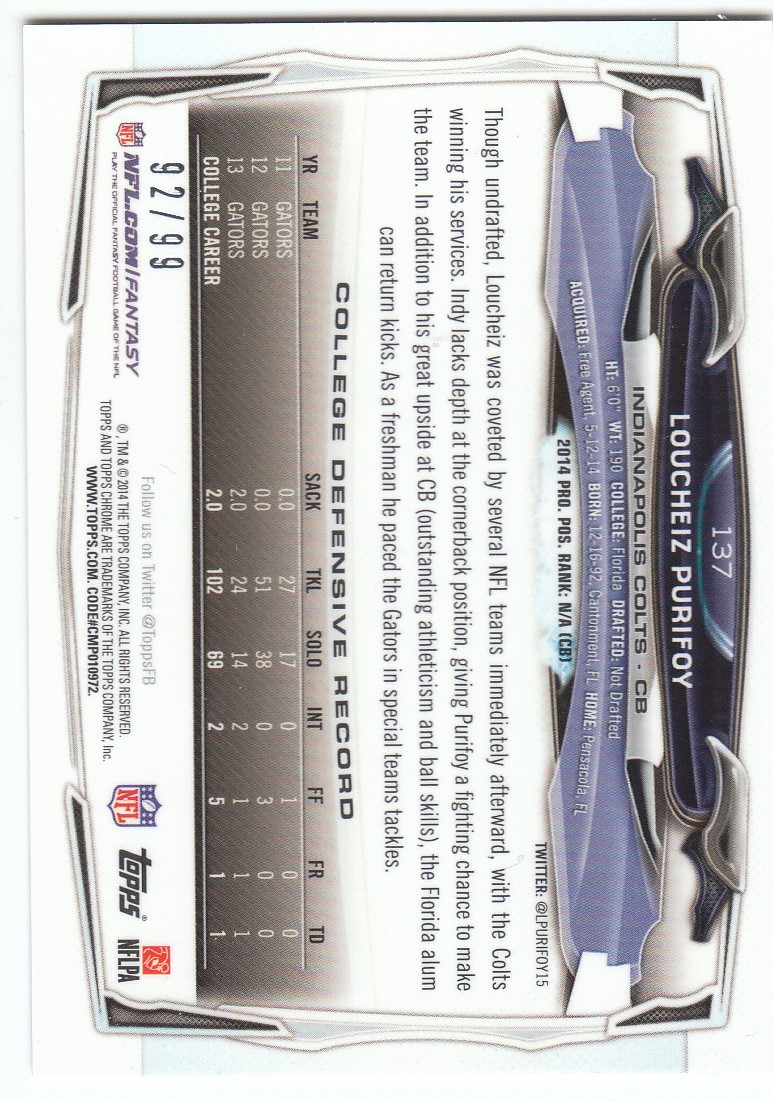 137
LOUCHEIZ PURIFOY
INDIANAPOLIS COLTS - CB
HT: 6'0" WT: 190 COLLEGE: Florida DRAFTED: Not Drafted
ACQUIRED: Free Agent, 5-12-14 BORN: 12-16-92, Cantonment, FL HOME: Pensacola, FL
2014 PRO. POS. RANK: N/A (CB)
TWITTER: @LPURIFOY15
Though undrafted, Loucheiz was coveted by several NFL teams immediately afterward, with the Colts
winning his services. Indy lacks depth at the cornerback position, giving Purifoy a fighting chance to make
the team. In addition to his great upside at CB (outstanding athleticism and ball skills), the Florida alum
can return kicks. As a freshman he paced the Gators in special teams tackles.
COLLEGE DEFENSIVE RECORD
YR TEAM SACK TKL SOLO INT FF FR TD
11 GATORS 0.0 27 17 0 1 0 0
12 GATORS 0.0 51 38 0 3 0 0
13 GATORS 2.0 24 14 2 1 1 1
COLLEGE CAREER 2.0 102 69 2 5 1 1
92/99
Follow us on Twitter @ToppsFB
NFL NFL.COM/FANTASY
PLAY THE OFFICIAL FANTASY FOOTBALL GAME OF THE NFL
®, TM & © 2014 THE TOPPS COMPANY, INC. ALL RIGHTS RESERVED.
TOPPS AND TOPPS CHROME ARE TRADEMARKS OF THE TOPPS COMPANY, Inc.
WWW.TOPPS.COM. CODE#CMP010972.
NFL
topps®
NFLPA